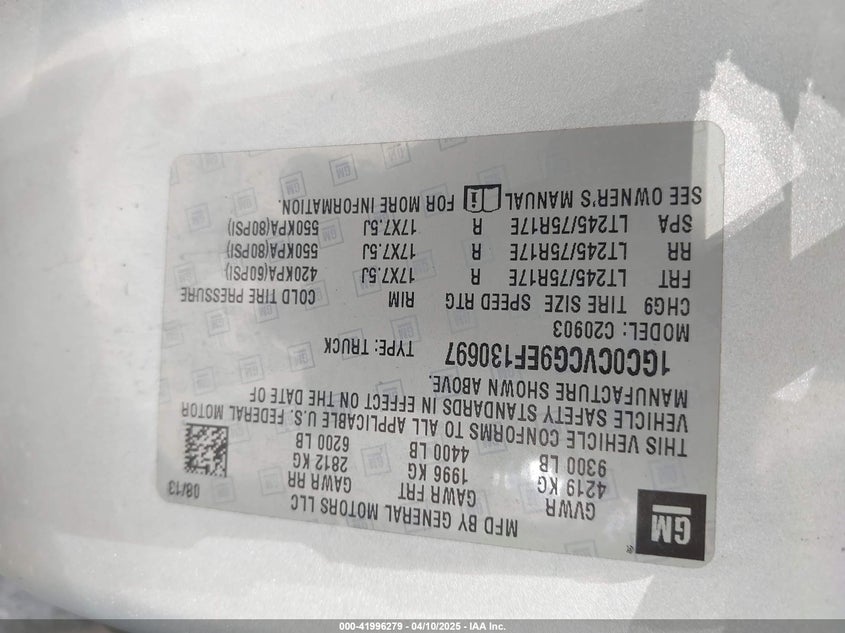 GM
MFD BY GENERAL MOTORS LLC
08/13
GVWR GAWR FRT GAWR RR
4219 KG 1996 KG 2812 KG
9300 LB 4400 LB 6200 LB
THIS VEHICLE CONFORMS TO ALL APPLICABLE U.S. FEDERAL MOTOR
VEHICLE SAFETY STANDARDS IN EFFECT ON THE DATE OF
MANUFACTURE SHOWN ABOVE.
1GC0CVCG9EF130697 TYPE: TRUCK
MODEL: C20903
CHG9 TIRE SIZE SPEED RTG RIM COLD TIRE PRESSURE
FRT LT245/75R17E R 17X7.5J 420KPA(60PSI)
RR LT245/75R17E R 17X7.5J 550KPA(80PSI)
SPA LT245/75R17E R 17X7.5J 550KPA(80PSI)
SEE OWNER'S MANUAL FOR MORE INFORMATION.
000-41996279 - 04/10/2025 - IAA Inc.